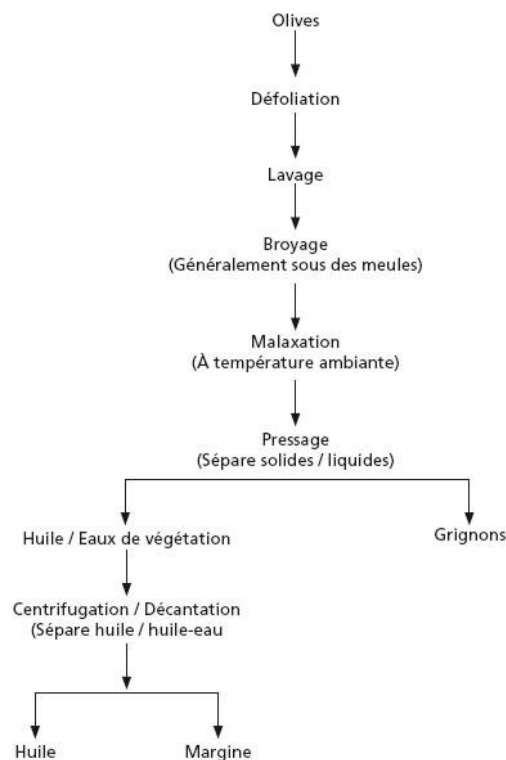 Olives
Défoliation
Lavage
Broyage
(Généralement sous des meules)
Malaxation
(À température ambiante)
Pressage
(Sépare solides / liquides)
Huile / Eaux de végétation
Grignons
Centrifugation / Décantation
(Sépare huile / huile-eau
Huile
Margine